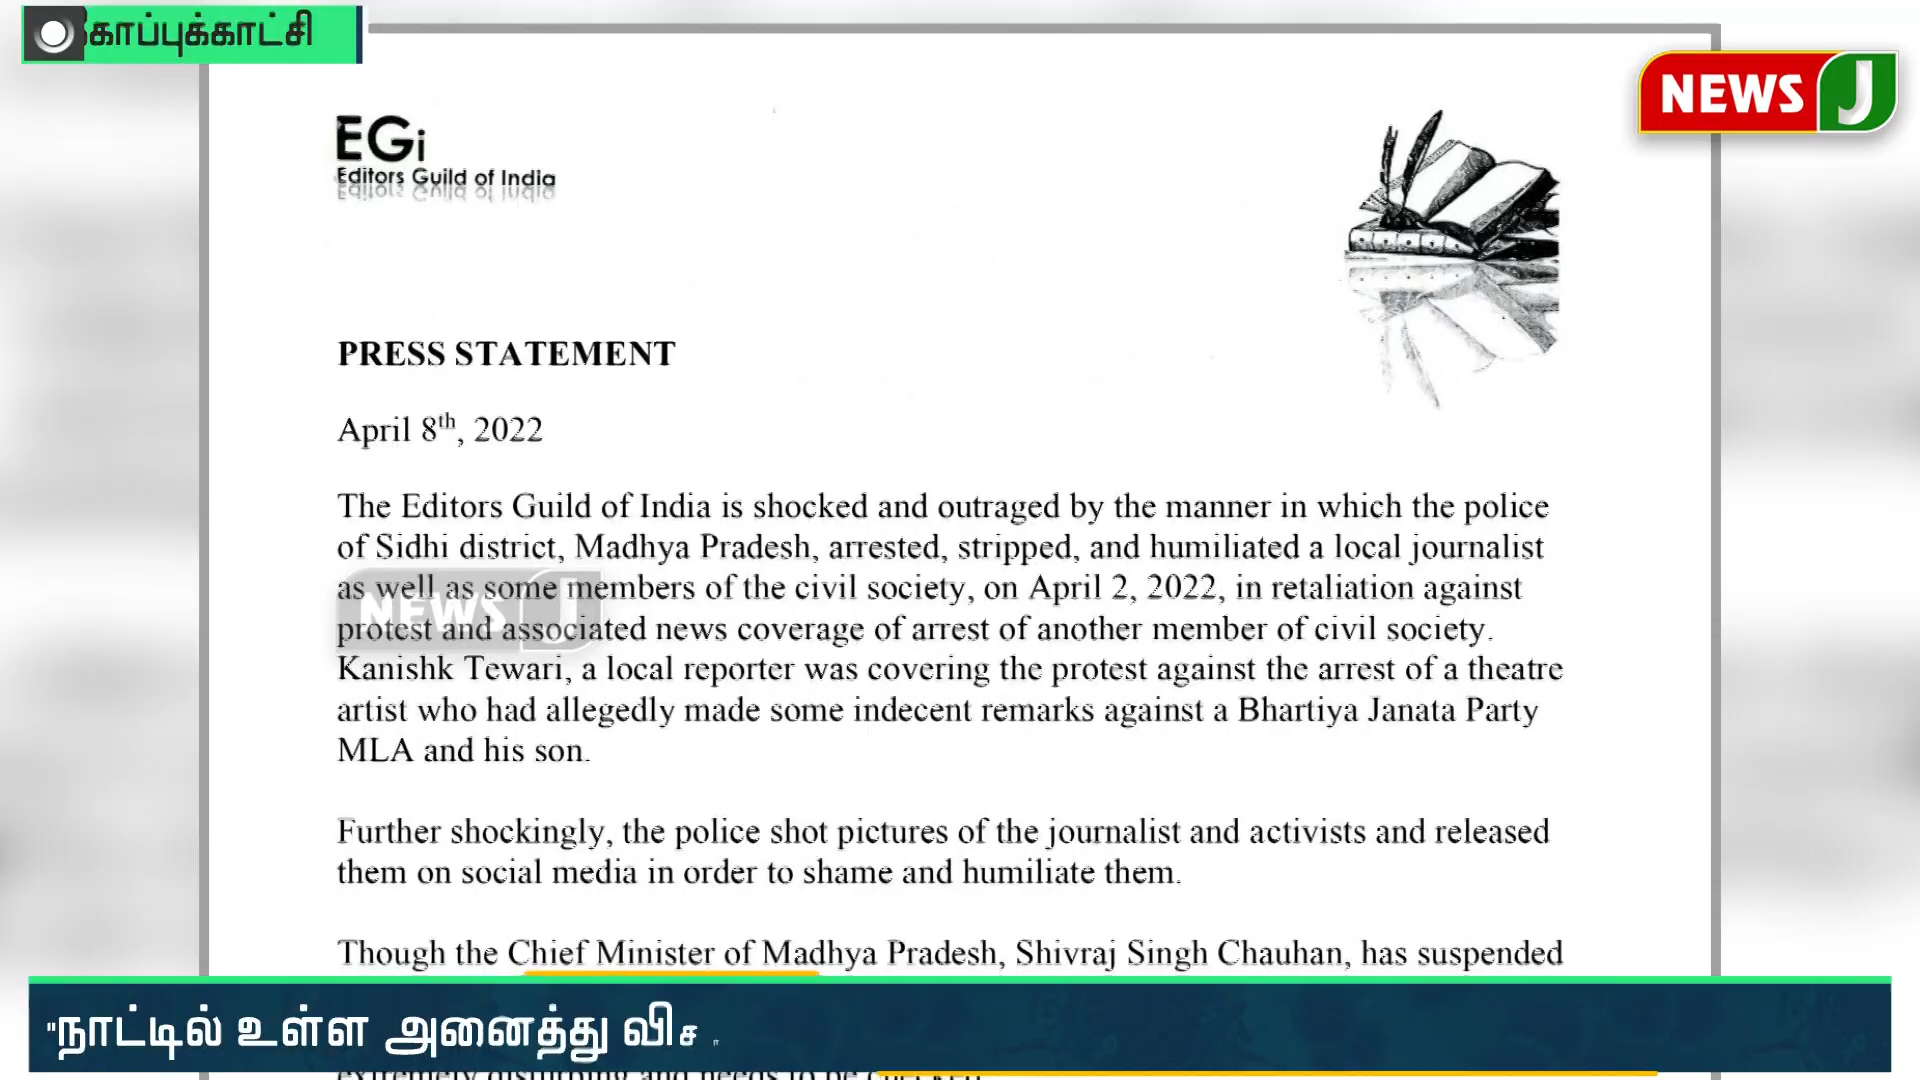 கோப்புக்காட்சி
NEWS J
EGi
Editors Guild of India
PRESS STATEMENT
April 8th, 2022
The Editors Guild of India is shocked and outraged by the manner in which the police
of Sidhi district, Madhya Pradesh, arrested, stripped, and humiliated a local journalist
as well as some members of the civil society, on April 2, 2022, in retaliation against
protest and associated news coverage of arrest of another member of civil society.
NEWS J
Kanishk Tewari, a local reporter was covering the protest against the arrest of a theatre
artist who had allegedly made some indecent remarks against a Bhartiya Janata Party
MLA and his son.
Further shockingly, the police shot pictures of the journalist and activists and released
them on social media in order to shame and humiliate them.
Though the Chief Minister of Madhya Pradesh, Shivraj Singh Chauhan, has suspended
"நாட்டில் உள்ள அனைத்து